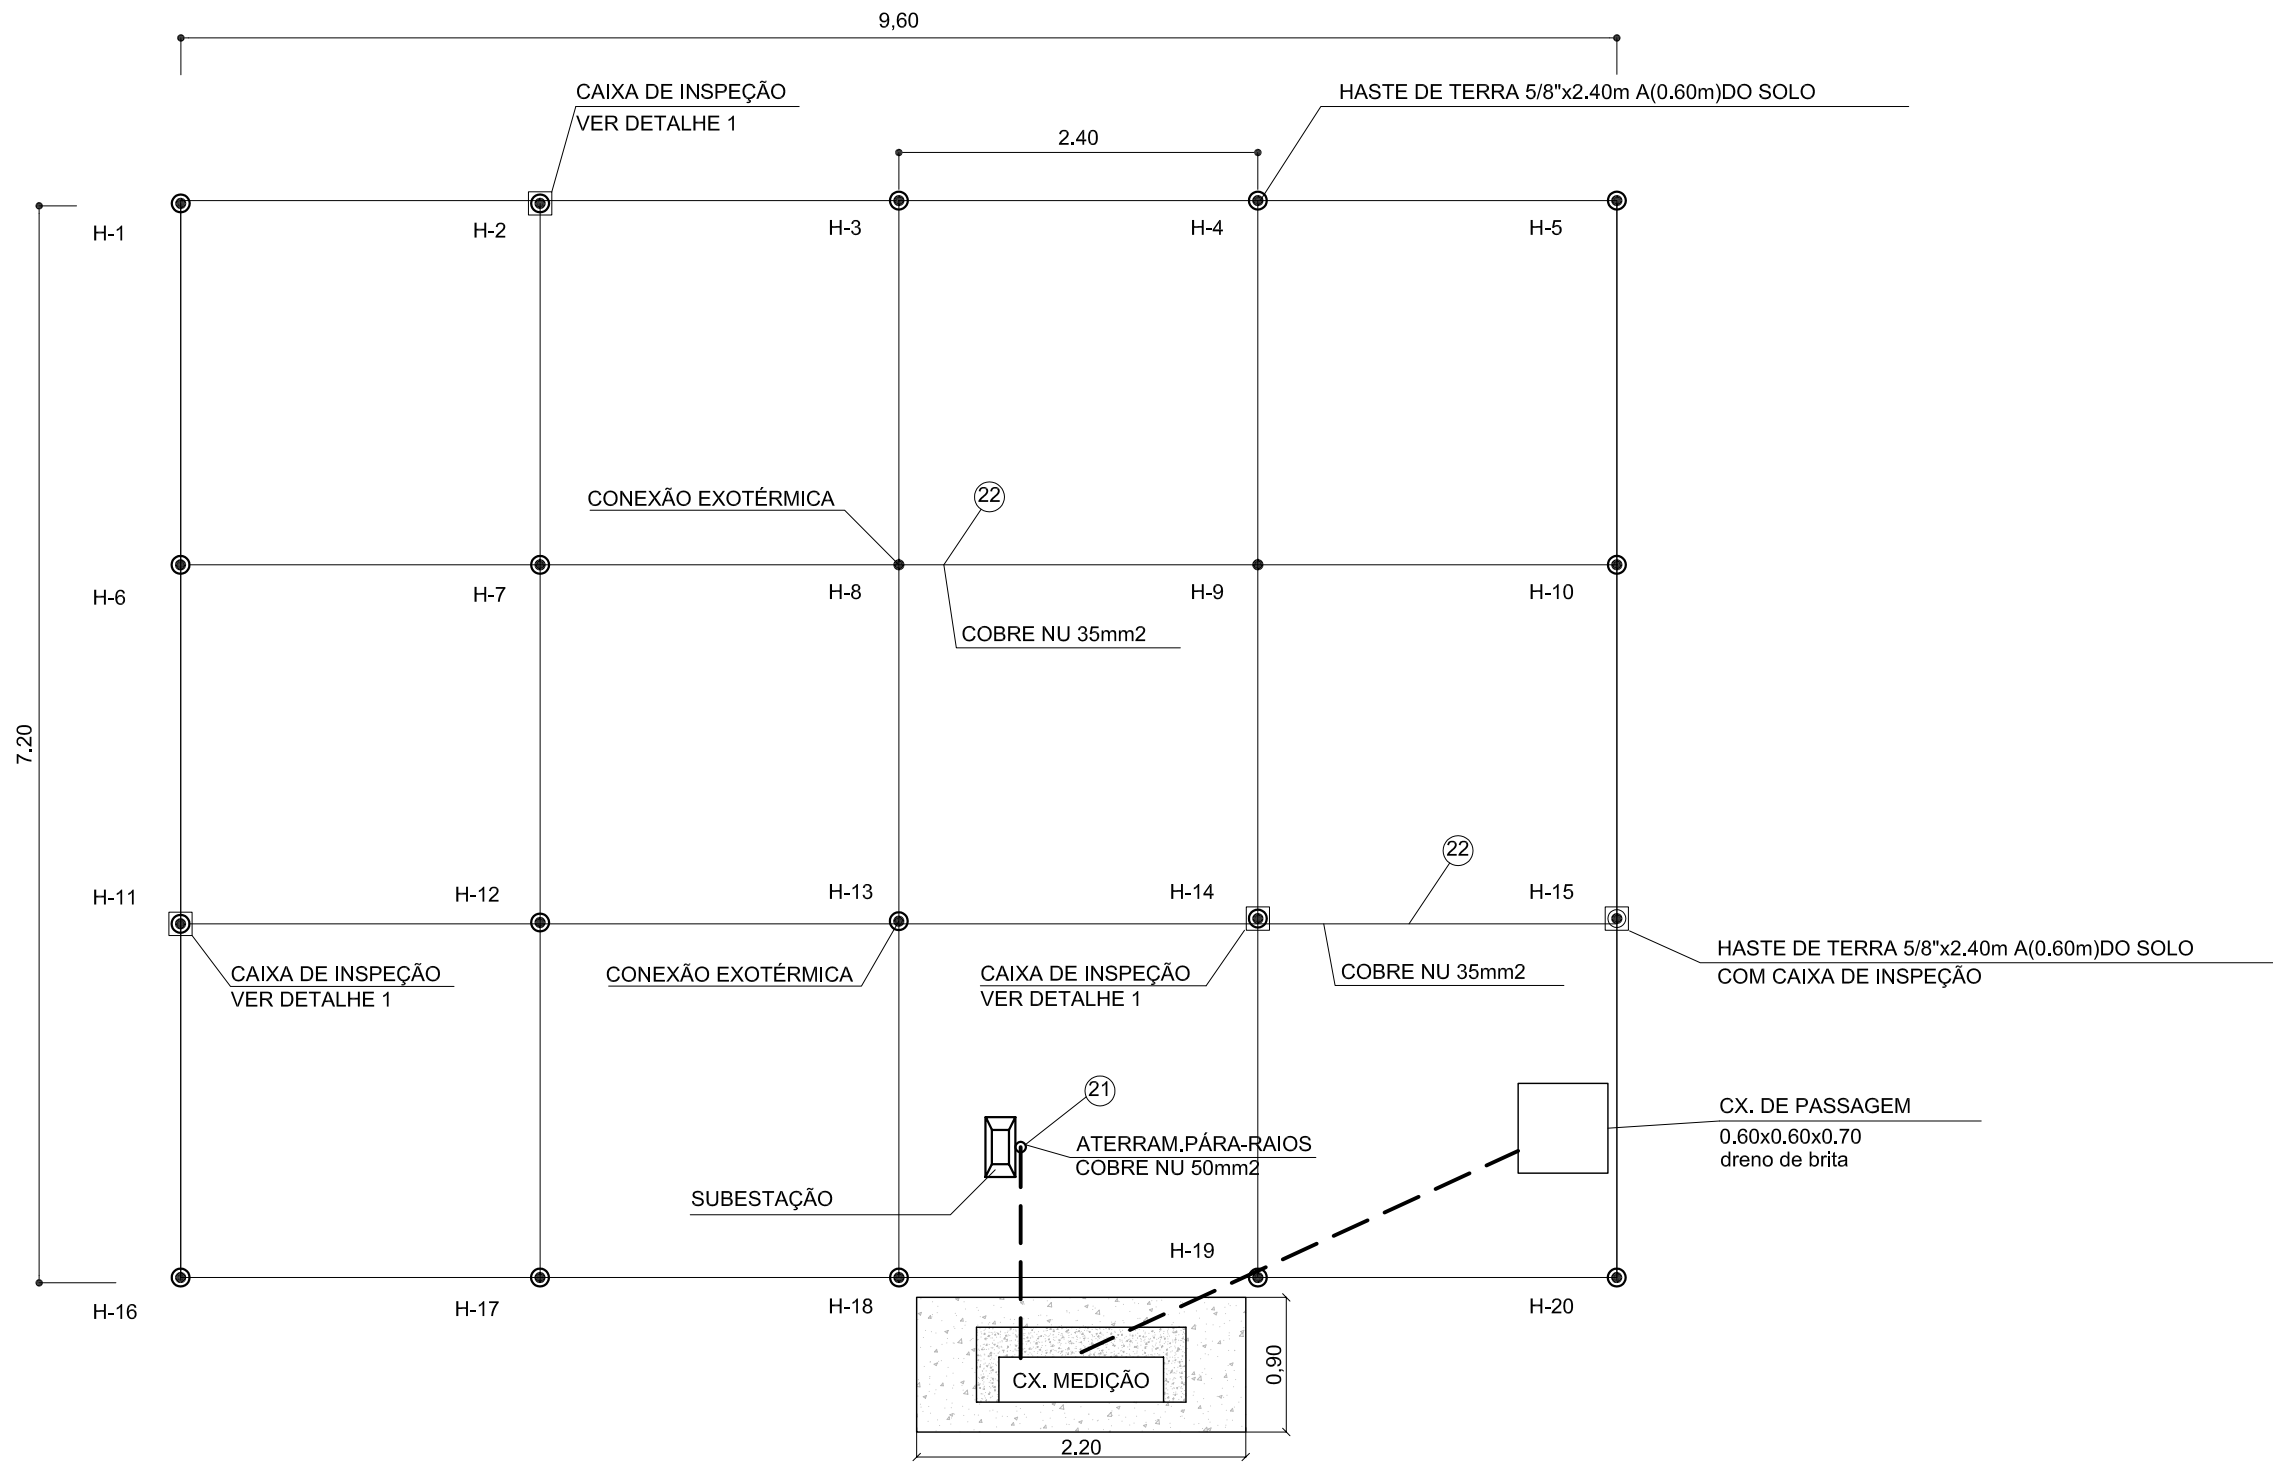 9,60
CAIXA DE INSPEÇÃO
VER DETALHE 1
HASTE DE TERRA 5/8"x2.40m A(0.60m)DO SOLO
2.40
H-1
H-2
H-3
H-4
H-5
CONEXÃO EXOTÉRMICA
22
H-6
H-7
H-8
H-9
H-10
COBRE NU 35mm2
7.20
22
H-11
H-12
H-13
H-14
H-15
CAIXA DE INSPEÇÃO
VER DETALHE 1
CONEXÃO EXOTÉRMICA
CAIXA DE INSPEÇÃO
VER DETALHE 1
COBRE NU 35mm2
HASTE DE TERRA 5/8"x2.40m A(0.60m)DO SOLO
COM CAIXA DE INSPEÇÃO
21
ATERRAM.PÁRA-RAIOS
COBRE NU 50mm2
CX. DE PASSAGEM
0.60x0.60x0.70
dreno de brita
SUBESTAÇÃO
H-19
H-16
H-17
H-18
H-20
CX. MEDIÇÃO
0,90
2.20